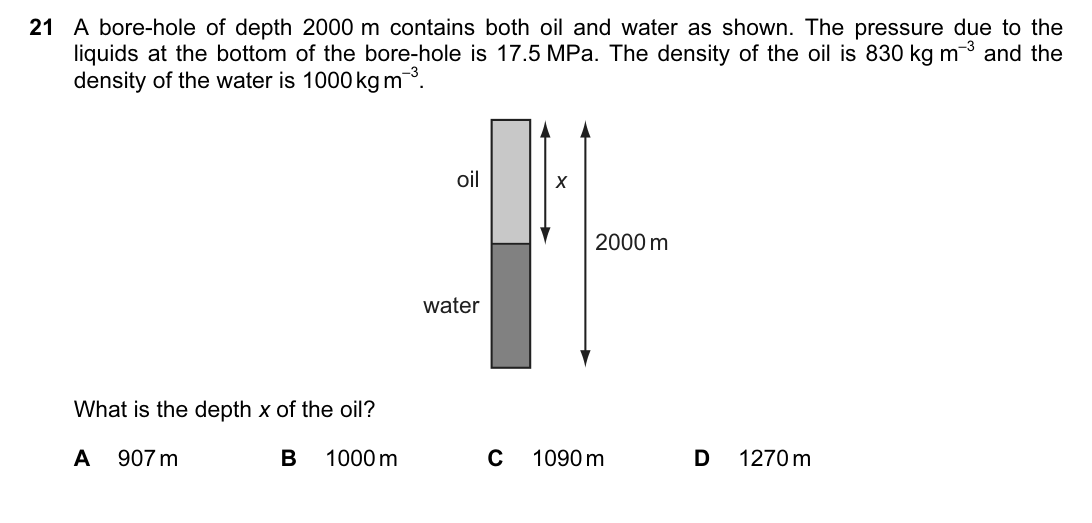 21 A bore-hole of depth 2000 m contains both oil and water as shown. The pressure due to the
liquids at the bottom of the bore-hole is 17.5 MPa. The density of the oil is 830 kg m⁻³ and the
density of the water is 1000 kg m⁻³.
oil
x
2000 m
water
What is the depth x of the oil?
A 907 m B 1000 m C 1090 m D 1270 m